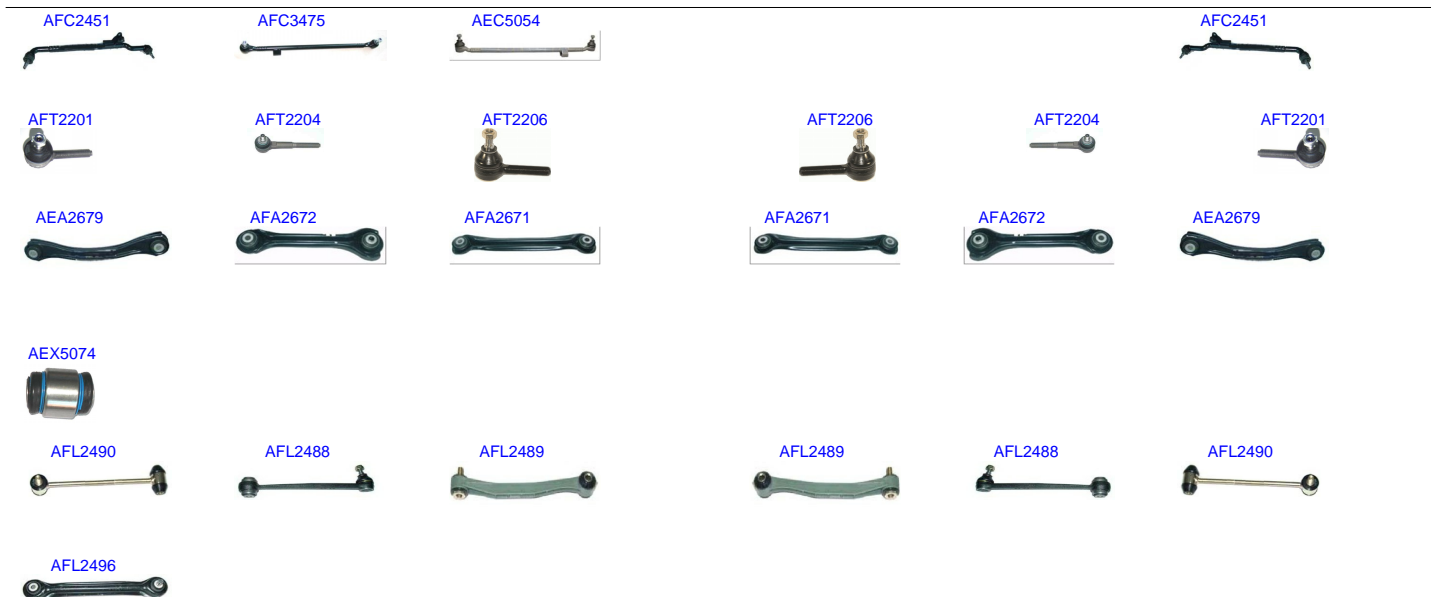 AFC2451 AFC3475 AEC5054 AFC2451
AFT2201 AFT2204 AFT2206 AFT2206 AFT2204 AFT2201
AEA2679 AFA2672 AFA2671 AFA2671 AFA2672 AEA2679
AEX5074
AFL2490 AFL2488 AFL2489 AFL2489 AFL2488 AFL2490
AFL2496